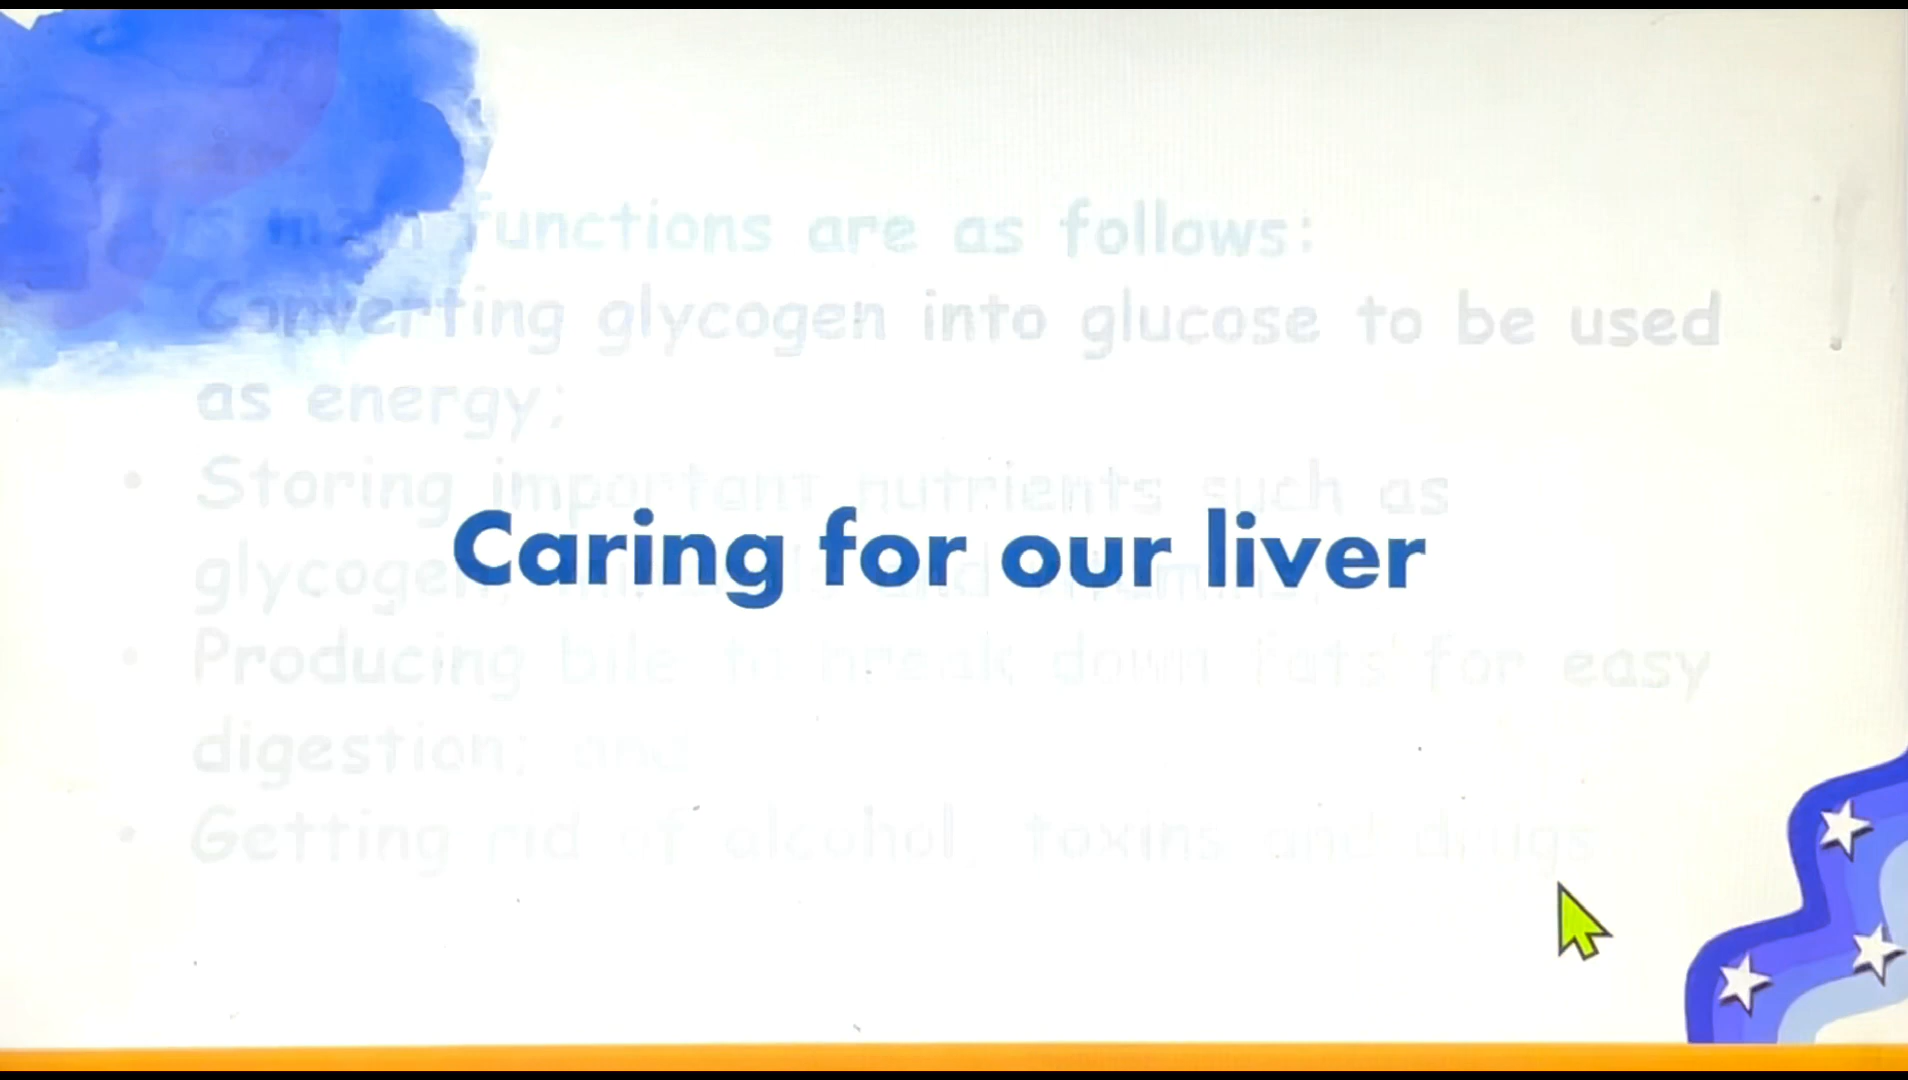 main functions are as follows:
Converting glycogen into glucose to be used
as energy;
• Storing important nutrients such as
Caring for our liver
glycogen, and
• Producing bile to break down fats for easy
digestion; and
• Getting rid of alcohol, toxins and drugs